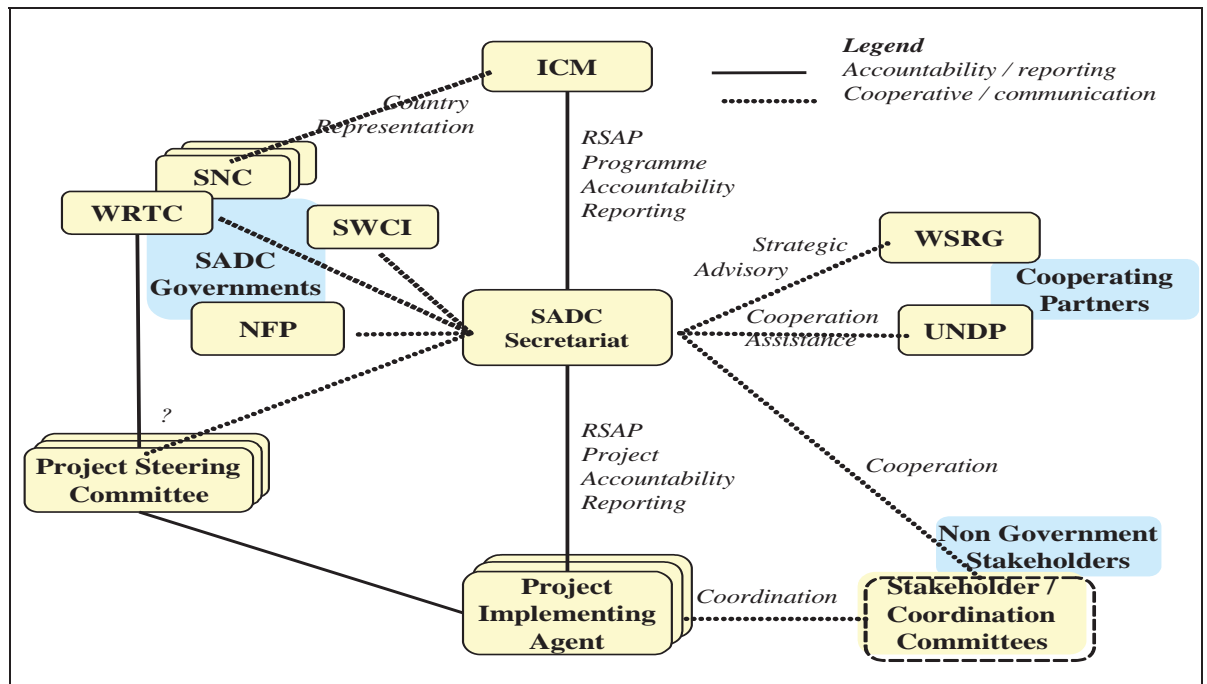 Legend
Accountability / reporting
Cooperative / communication
ICM
Country
Representation
RSAP
Programme
Accountability
Reporting
SNC
WRTC
SWCI
SADC
Governments
NFP
SADC
Secretariat
Strategic
Advisory
WSRG
Cooperating
Partners
Cooperation
Assistance
UNDP
?
Project Steering
Committee
RSAP
Project
Accountability
Reporting
Cooperation
Non Government
Stakeholders
Project
Implementing
Agent
Coordination
Stakeholder /
Coordination
Committees